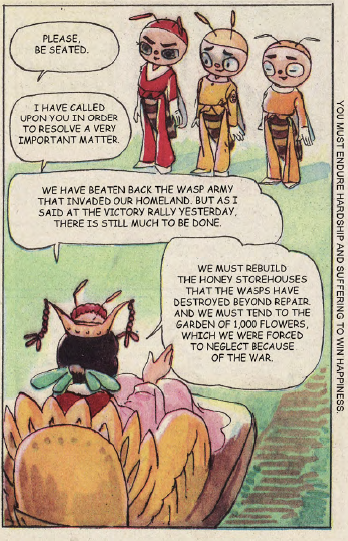 PLEASE,
BE SEATED.
I HAVE CALLED
UPON YOU IN ORDER
TO RESOLVE A VERY
IMPORTANT MATTER.
WE HAVE BEATEN BACK THE WASP ARMY
THAT INVADED OUR HOMELAND. BUT AS I
SAID AT THE VICTORY RALLY YESTERDAY,
THERE IS STILL MUCH TO BE DONE.
WE MUST REBUILD
THE HONEY STOREHOUSES
THAT THE WASPS HAVE
DESTROYED BEYOND REPAIR.
AND WE MUST TEND TO THE
GARDEN OF 1,000 FLOWERS,
WHICH WE WERE FORCED
TO NEGLECT BECAUSE
OF THE WAR.
YOU MUST ENDURE HARDSHIP AND SUFFERING TO WIN HAPPINESS.